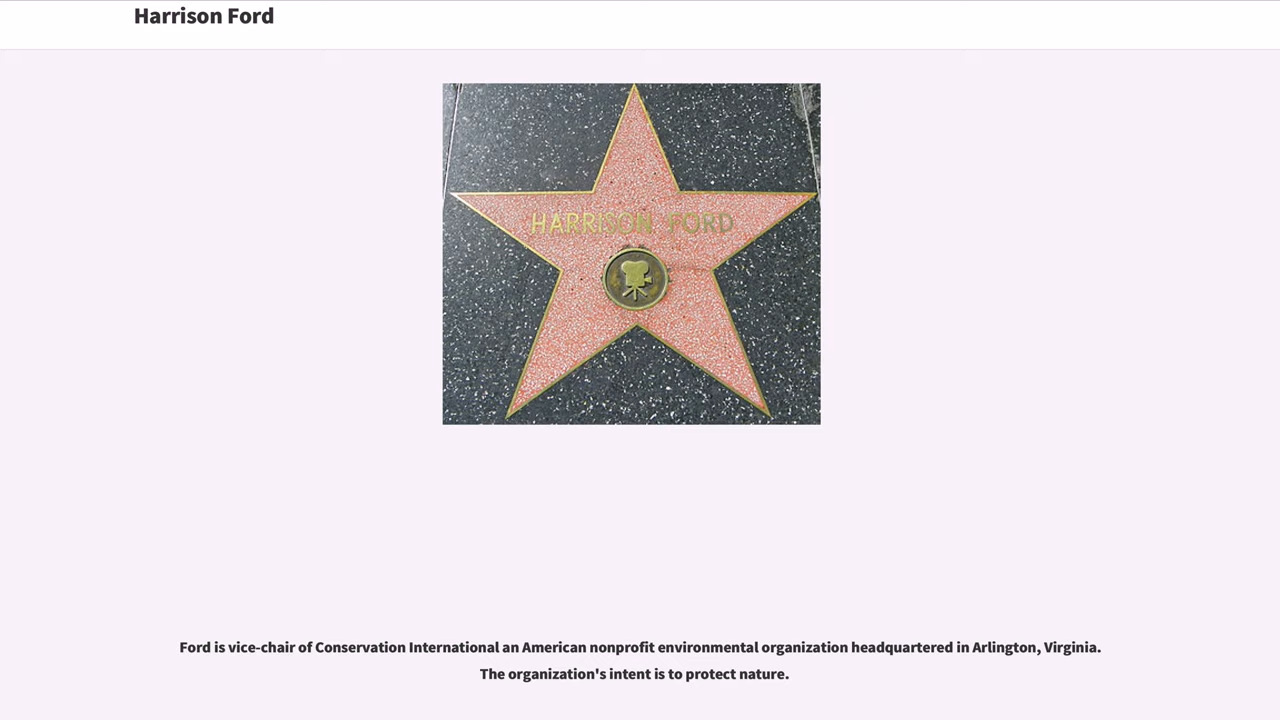 Harrison Ford
HARRISON FORD
Ford is vice-chair of Conservation International an American nonprofit environmental organization headquartered in Arlington, Virginia.
The organization's intent is to protect nature.